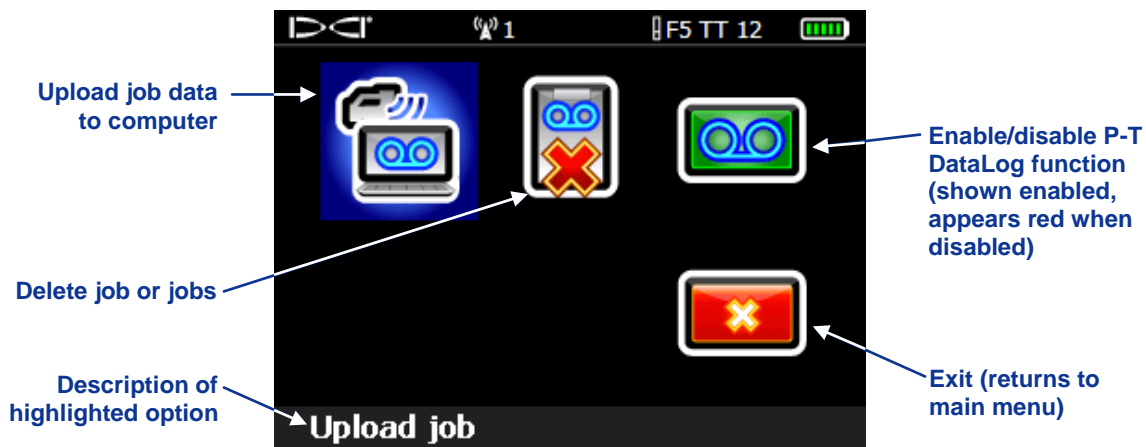 1
F5 TT 12
Upload job data
to computer
Enable/disable P-T
DataLog function
(shown enabled,
appears red when
disabled)
Delete job or jobs
Exit (returns to
main menu)
Description of
highlighted option
Upload job